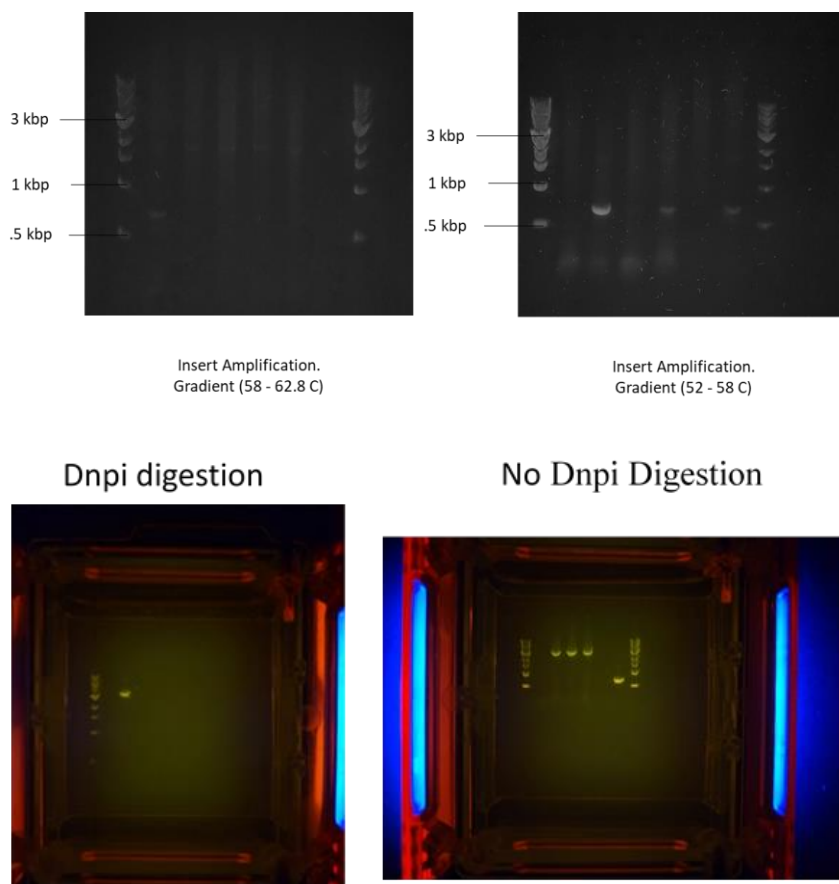 3 kbp
1 kbp
.5 kbp
3 kbp
1 kbp
.5 kbp
Insert Amplification.
Gradient (58 - 62.8 C)
Insert Amplification.
Gradient (52 - 58 C)
Dnpi digestion
No Dnpi Digestion